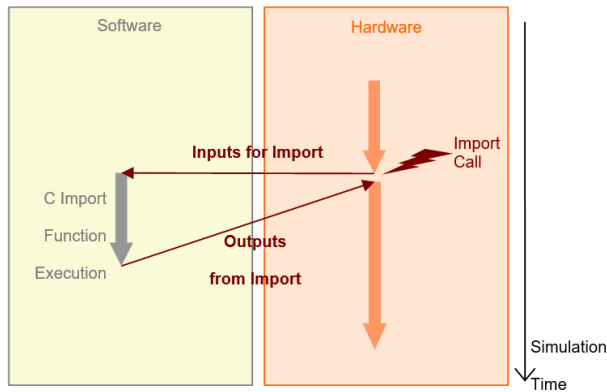 Software
Hardware
Import
Call
Inputs for Import
C Import
Function
Execution
Outputs
from Import
Simulation
Time